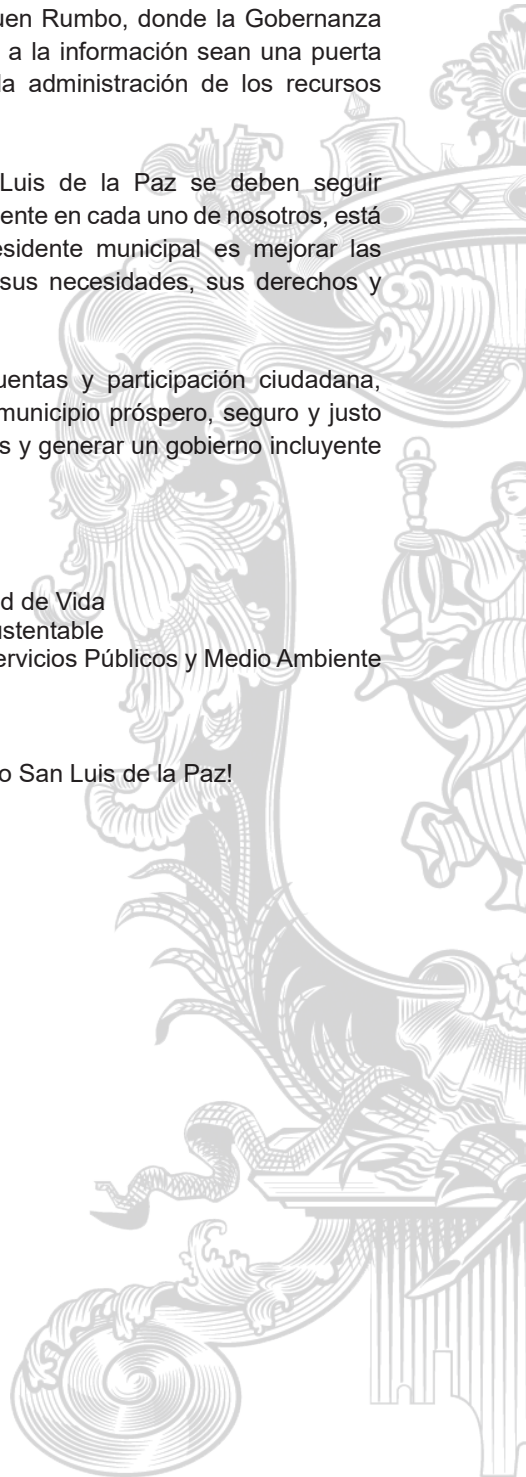 uen Rumbo, donde la Gobernanza
a la información sean una puerta
la administración de los recursos
Luis de la Paz se deben seguir
ente en cada uno de nosotros, está
esidente municipal es mejorar las
sus necesidades, sus derechos y
uentas y participación ciudadana,
municipio próspero, seguro y justo
s y generar un gobierno incluyente
d de Vida
ustentable
ervicios Públicos y Medio Ambiente
o San Luis de la Paz!